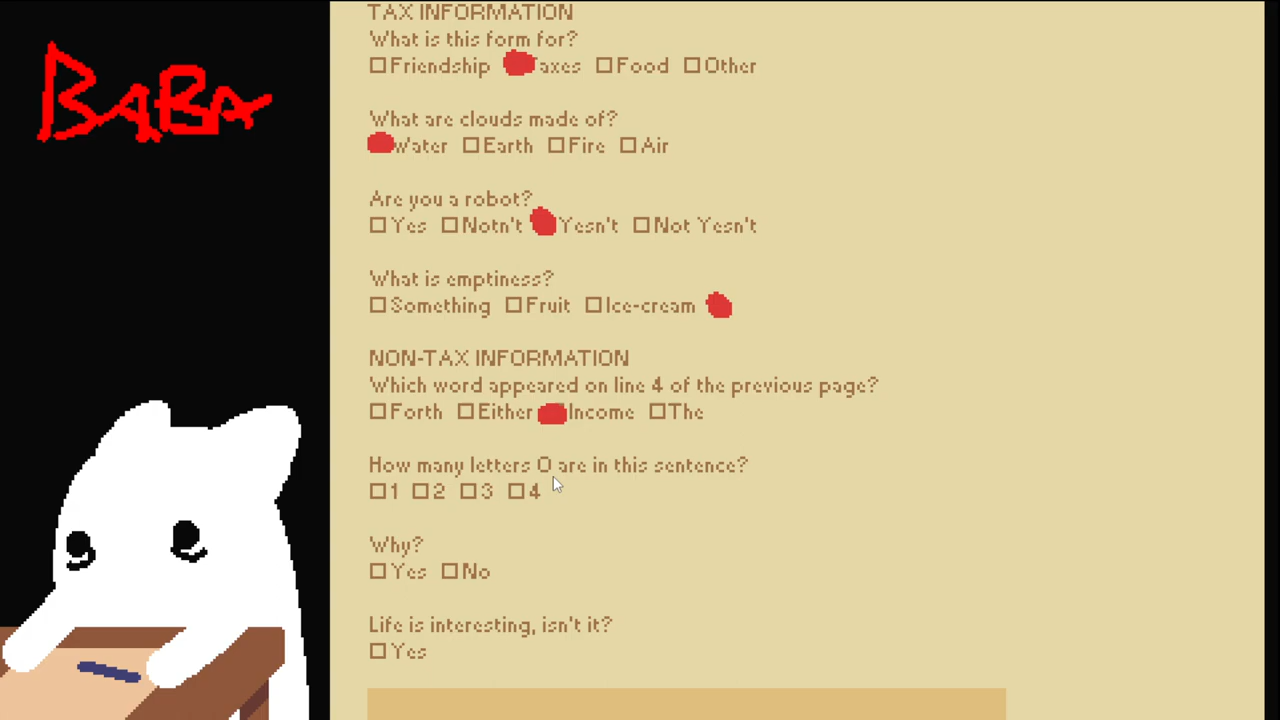 BABA
TAX INFORMATION
What is this form for?
Friendship axes Food Other
What are clouds made of?
Water Earth Fire Air
Are you a robot?
Yes Notn't Yesn't Not Yesn't
What is emptiness?
Something Fruit Ice-cream
NON-TAX INFORMATION
Which word appeared on line 4 of the previous page?
Forth Either Income The
How many letters O are in this sentence?
1 2 3 4
Why?
Yes No
Life is interesting, isn't it?
Yes